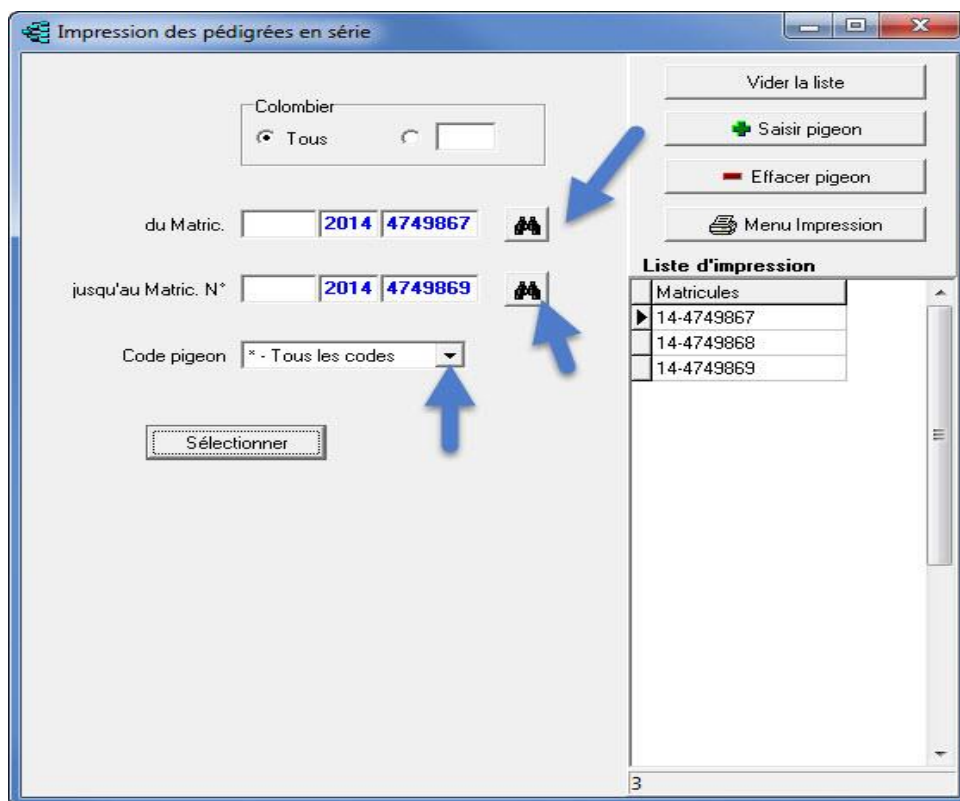 Impression des pédigrées en série
Colombier
Tous
du Matric. 2014 4749867
jusqu'au Matric. N° 2014 4749869
Code pigeon * - Tous les codes
Sélectionner
Vider la liste
Saisir pigeon
Effacer pigeon
Menu Impression
Liste d'impression
Matricules
14-4749867
14-4749868
14-4749869
3